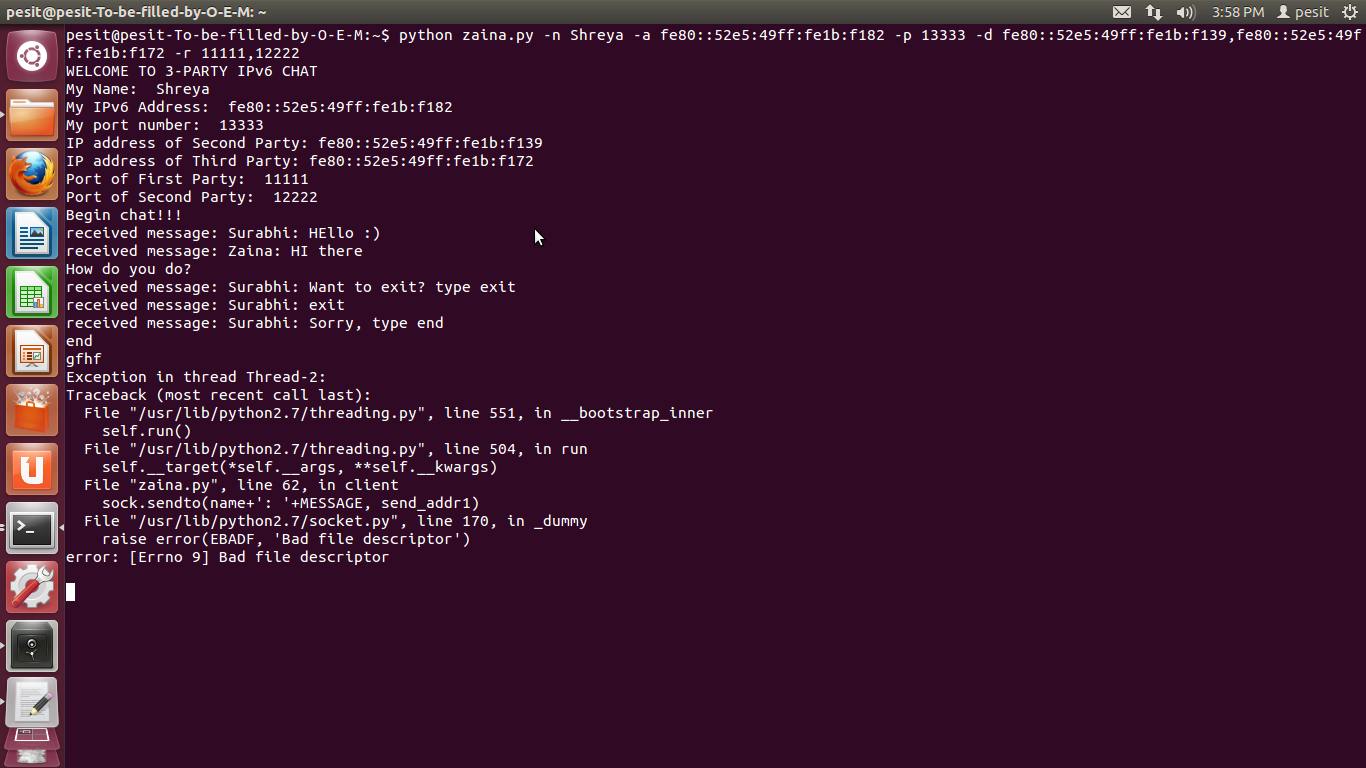 pesit@pesit-To-be-filled-by-O-E-M: ~
3:58 PM
pesit
pesit@pesit-To-be-filled-by-O-E-M:~$ python zaina.py -n Shreya -a fe80::52e5:49ff:fe1b:f182 -p 13333 -d fe80::52e5:49ff:fe1b:f139,fe80::52e5:49f
f:fe1b:f172 -r 11111,12222
WELCOME TO 3-PARTY IPv6 CHAT
My Name:  Shreya
My IPv6 Address:  fe80::52e5:49ff:fe1b:f182
My port number:  13333
IP address of Second Party: fe80::52e5:49ff:fe1b:f139
IP address of Third Party: fe80::52e5:49ff:fe1b:f172
Port of First Party:  11111
Port of Second Party:  12222
Begin chat!!!
received message: Surabhi: HEllo :)
received message: Zaina: HI there
How do you do?
received message: Surabhi: Want to exit? type exit
received message: Surabhi: exit
received message: Surabhi: Sorry, type end
end
gfhf
Exception in thread Thread-2:
Traceback (most recent call last):
  File "/usr/lib/python2.7/threading.py", line 551, in __bootstrap_inner
    self.run()
  File "/usr/lib/python2.7/threading.py", line 504, in run
    self.__target(*self.__args, **self.__kwargs)
  File "zaina.py", line 62, in client
    sock.sendto(name+': '+MESSAGE, send_addr1)
  File "/usr/lib/python2.7/socket.py", line 170, in _dummy
    raise error(EBADF, 'Bad file descriptor')
error: [Errno 9] Bad file descriptor